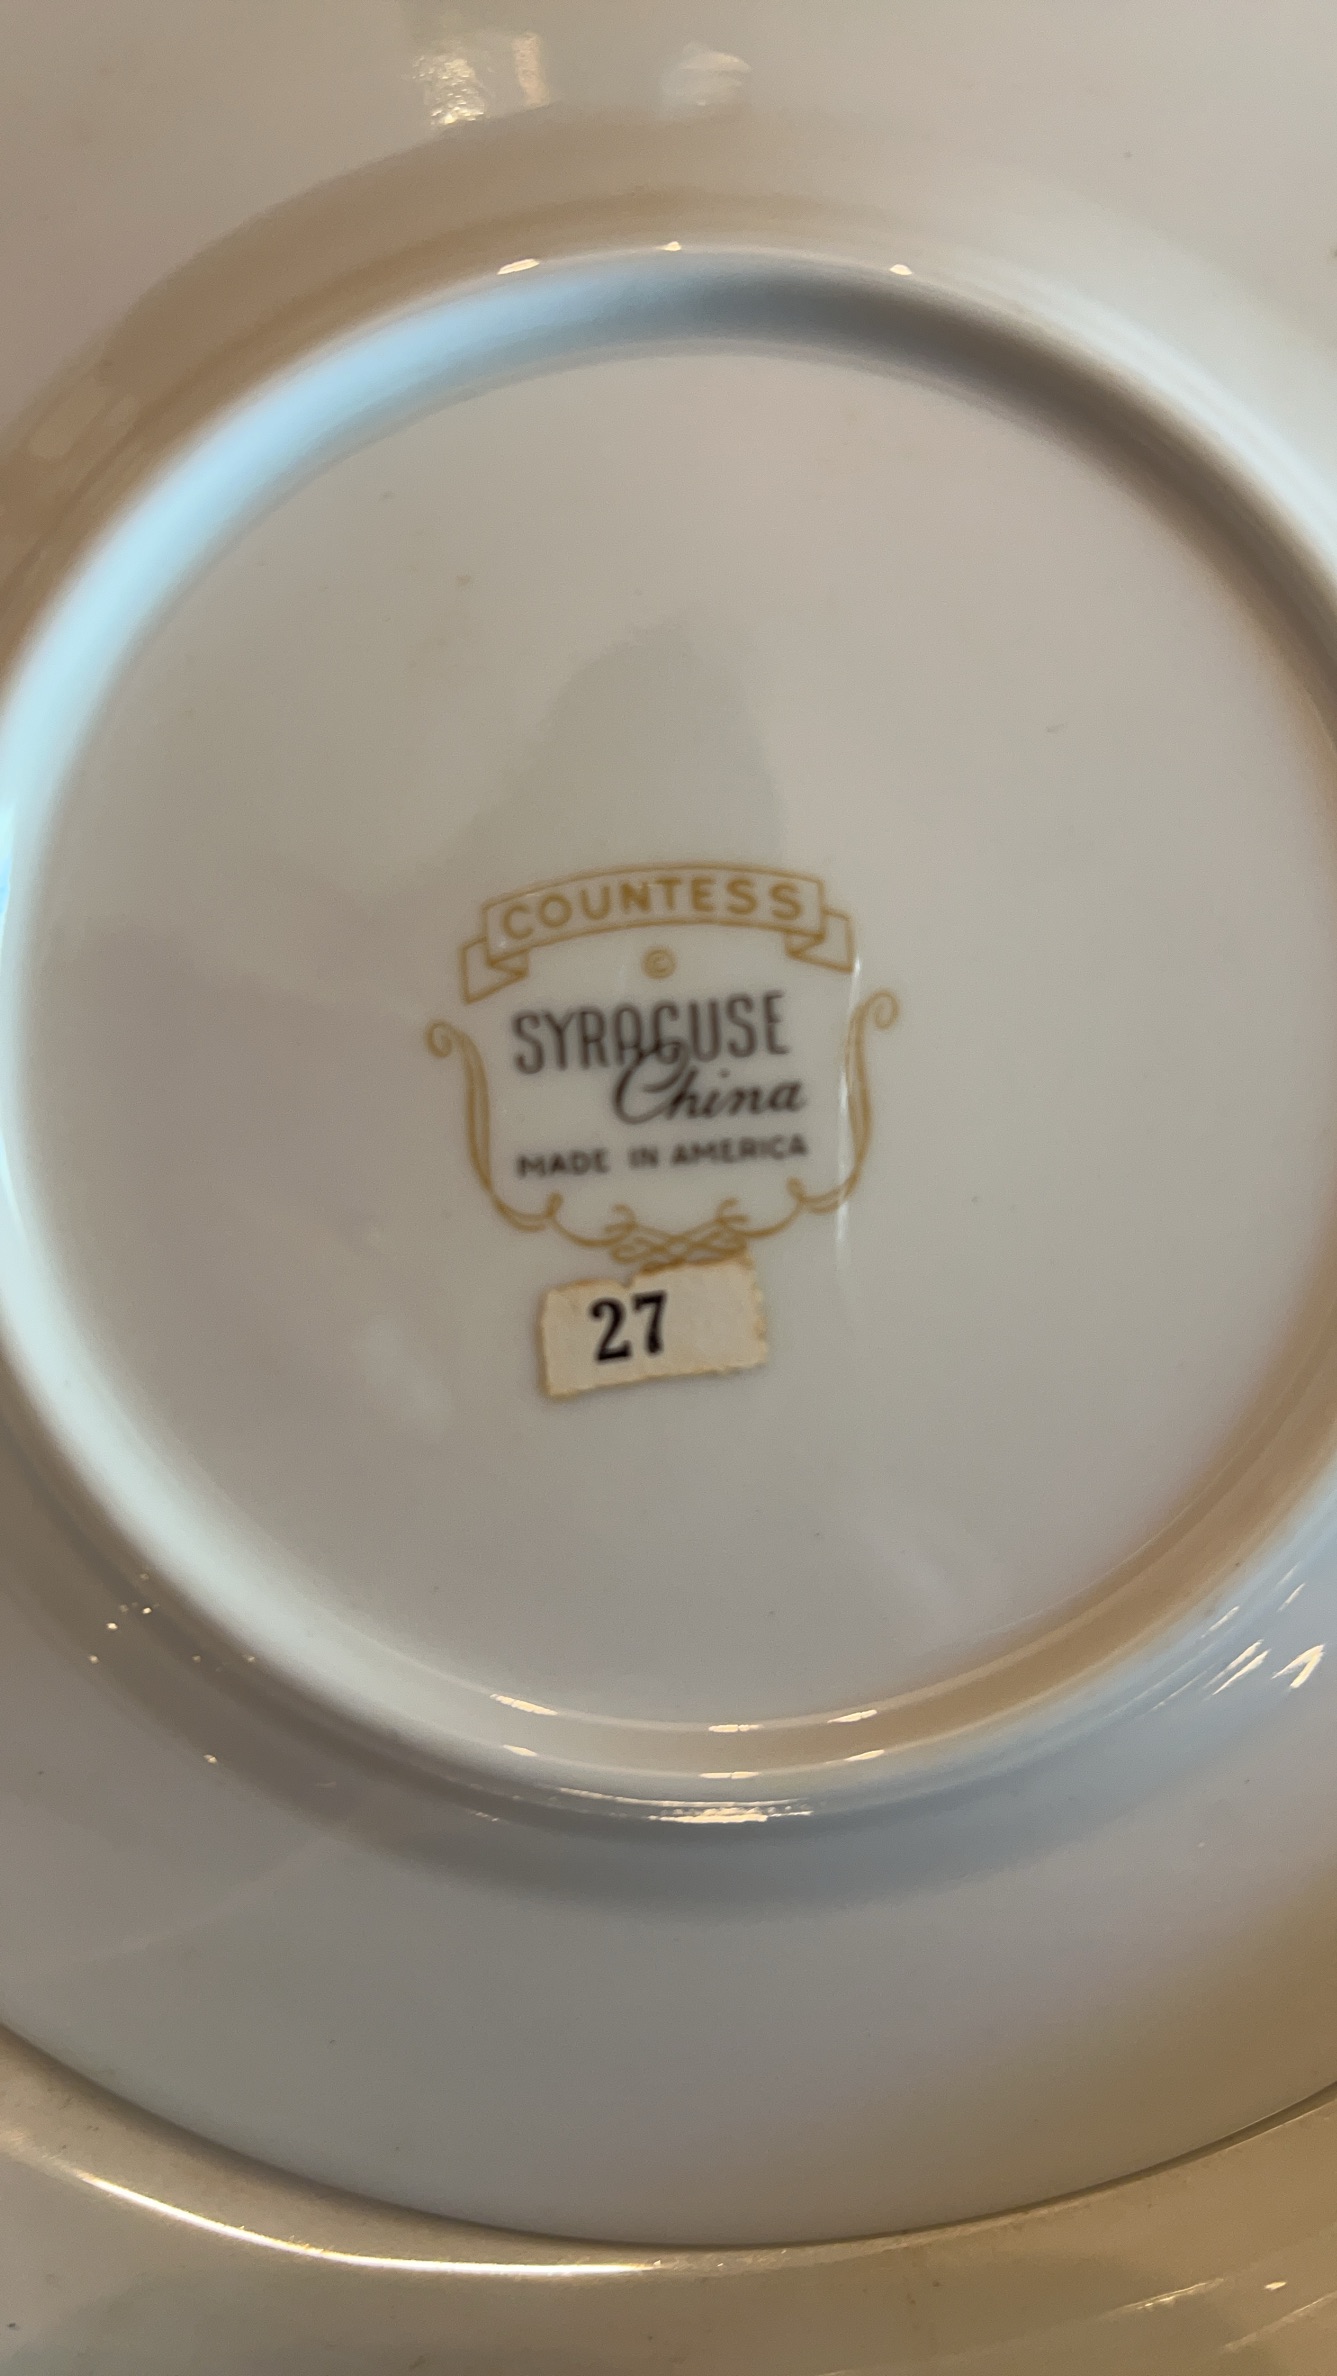 COUNTESS
©
SYRACUSE
China
MADE IN AMERICA
27